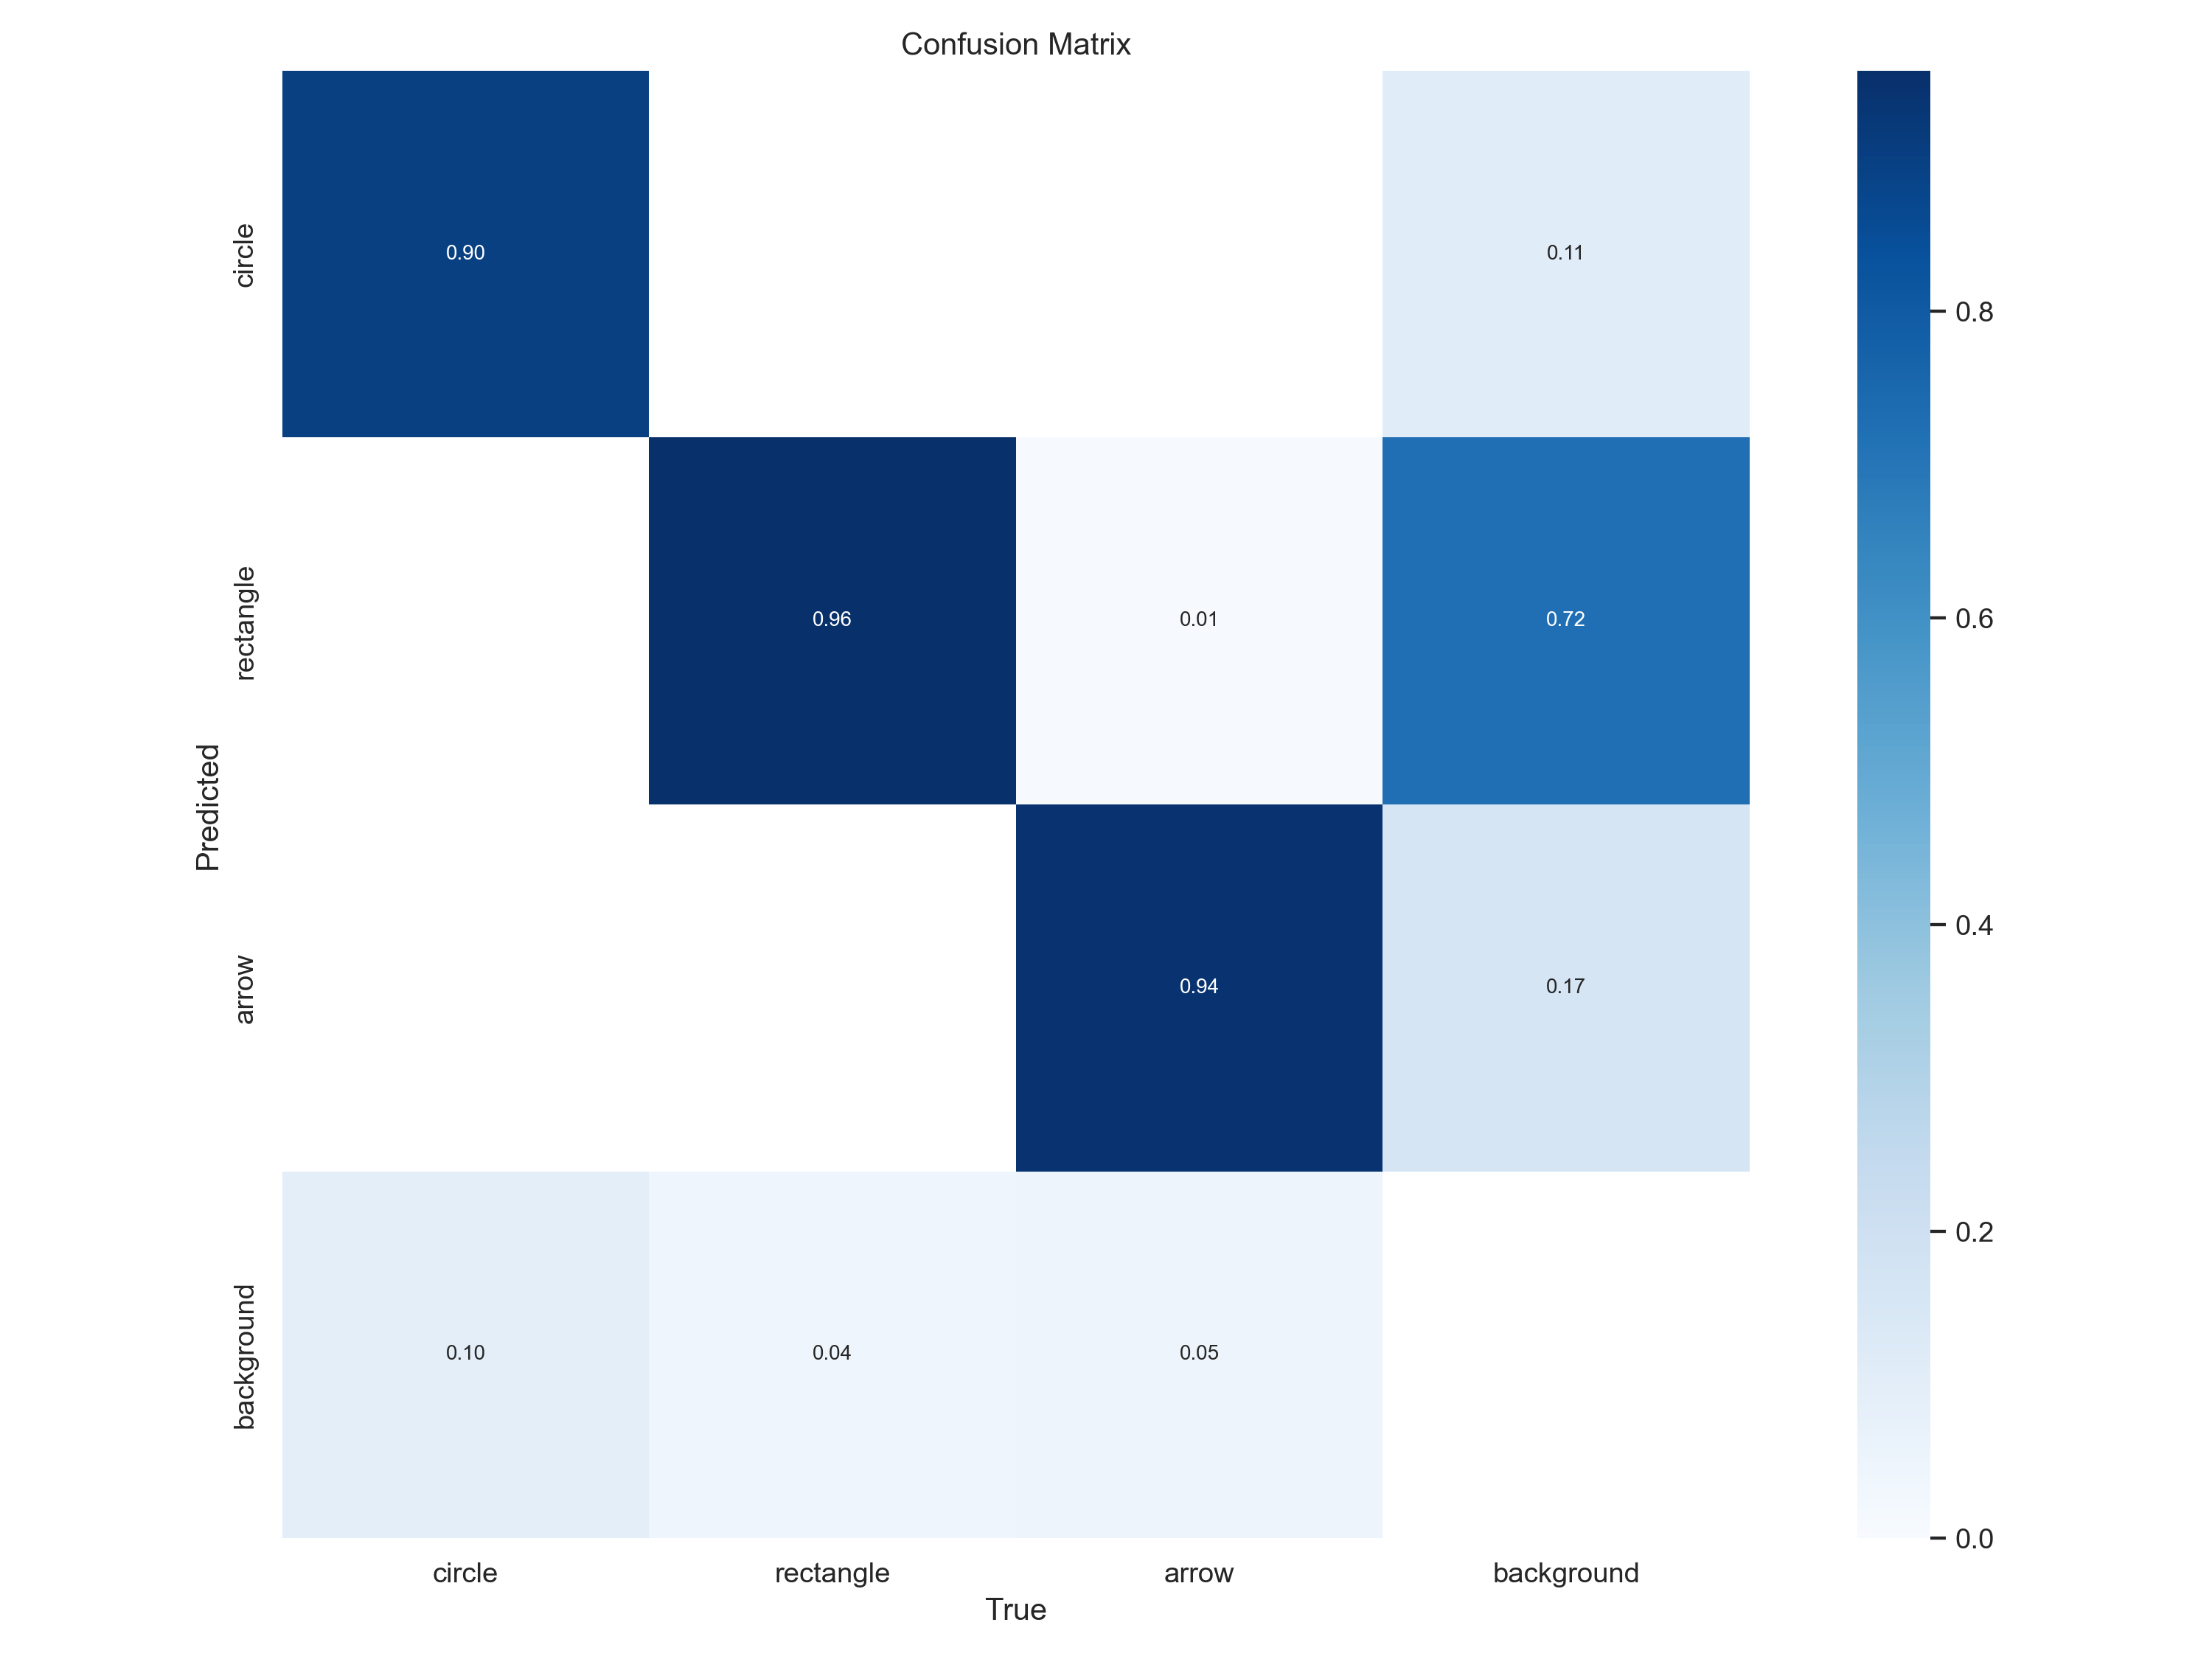 Confusion Matrix
circle
0.90
0.11
0.8
rectangle
0.96
0.01
0.72
0.6
Predicted
arrow
0.94
0.17
0.4
background
0.10
0.04
0.05
0.2
0.0
circle
rectangle
arrow
background
True